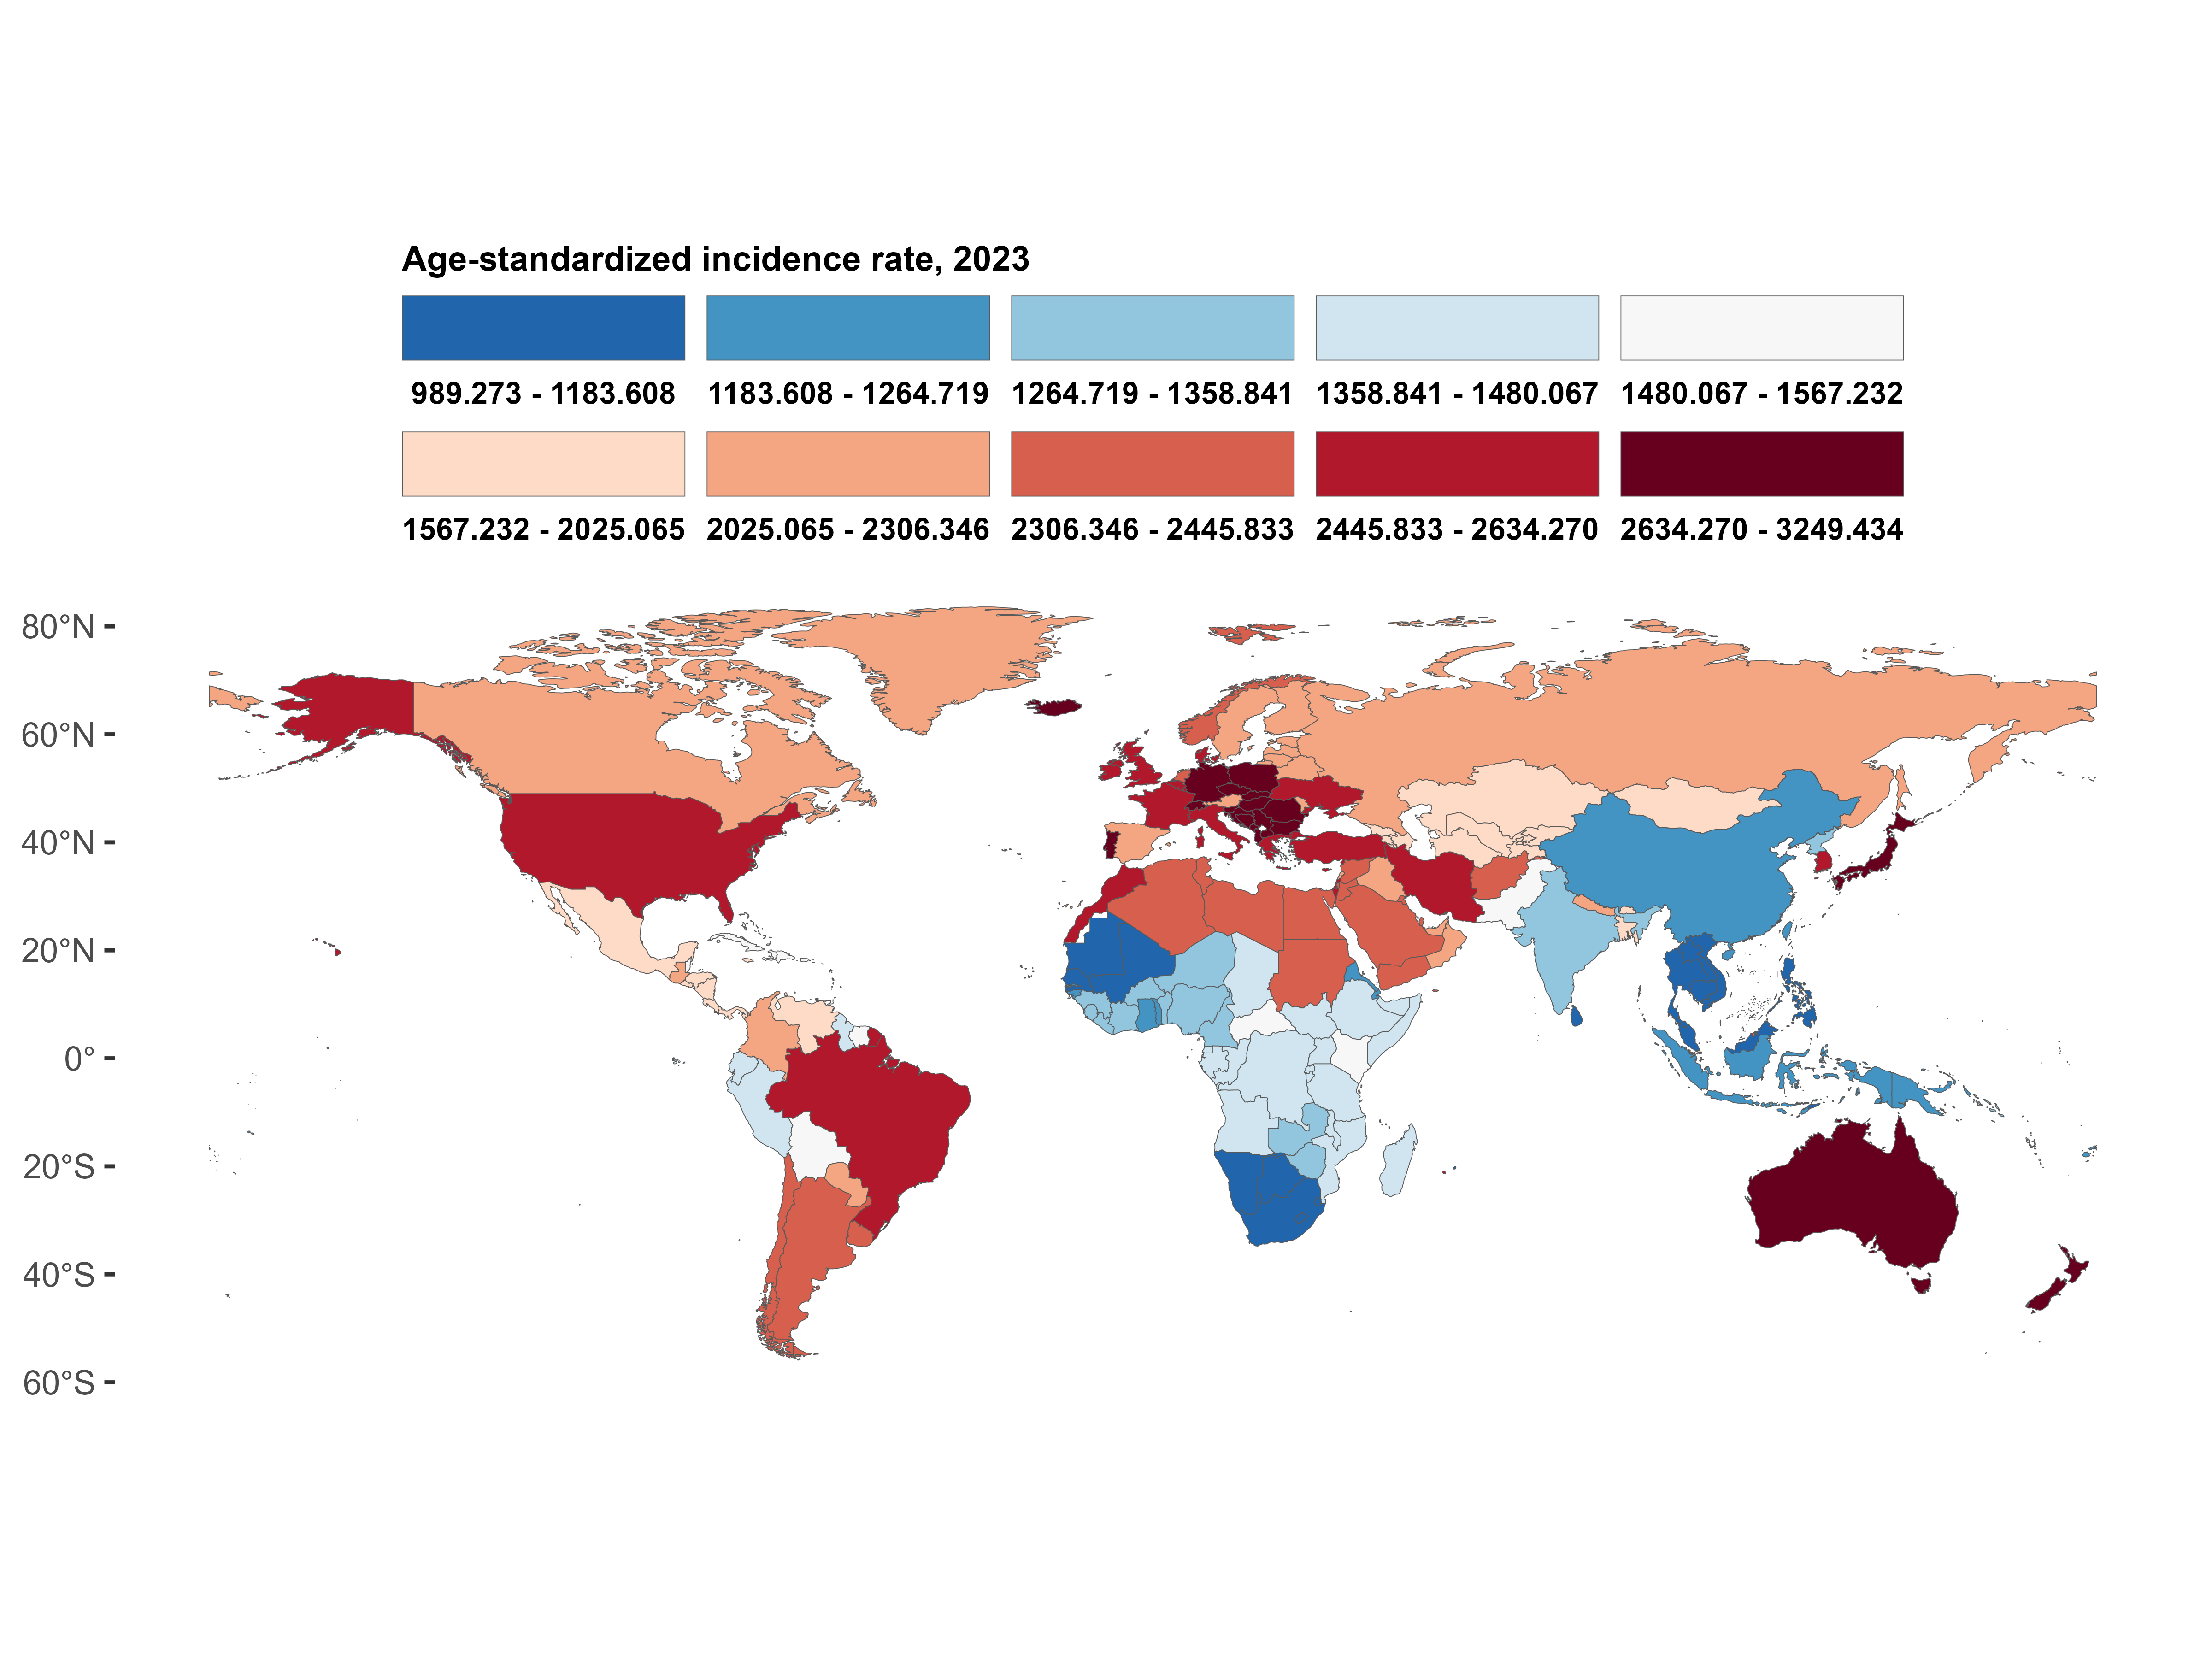 Age-standardized incidence rate, 2023
989.273 - 1183.608 1183.608 - 1264.719 1264.719 - 1358.841 1358.841 - 1480.067 1480.067 - 1567.232
1567.232 - 2025.065 2025.065 - 2306.346 2306.346 - 2445.833 2445.833 - 2634.270 2634.270 - 3249.434
80°N
60°N
40°N
20°N
0°
20°S
40°S
60°S